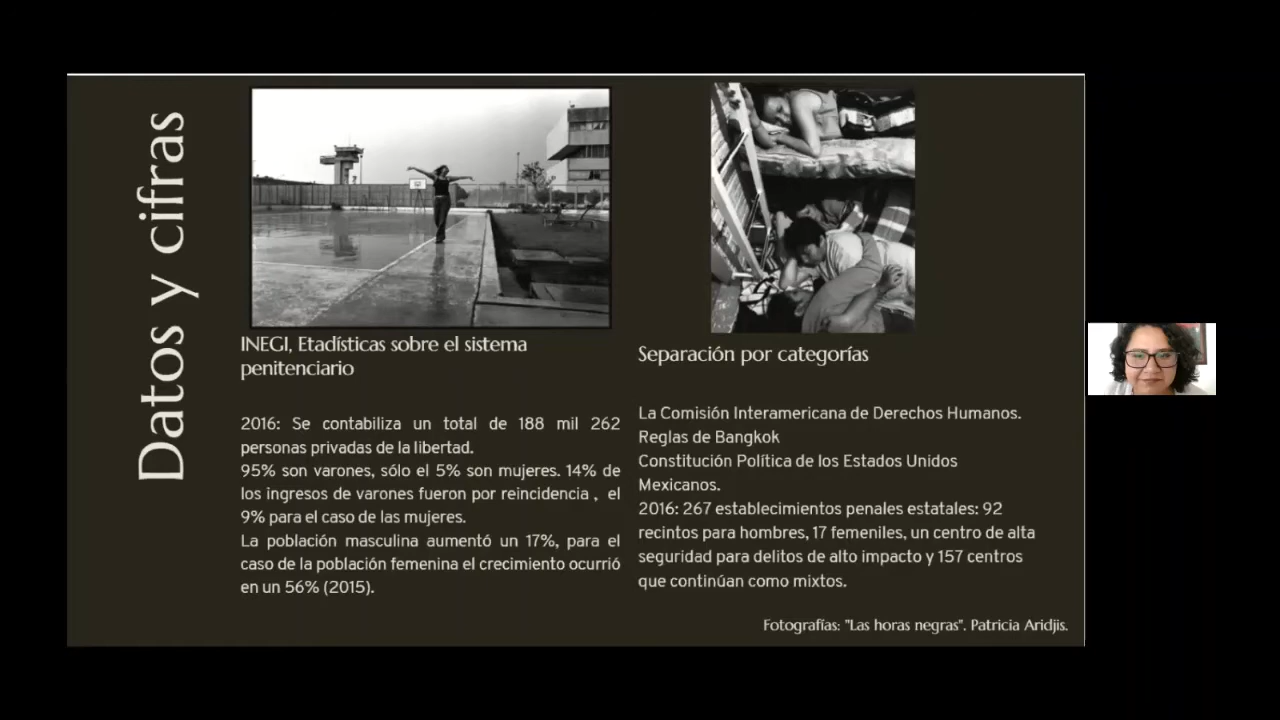 Datos y cifras
INEGI, Etadísticas sobre el sistema
penitenciario
2016: Se contabiliza un total de 188 mil 262
personas privadas de la libertad.
95% son varones, sólo el 5% son mujeres. 14% de
los ingresos de varones fueron por reincidencia , el
9% para el caso de las mujeres.
La población masculina aumentó un 17%, para el
caso de la población femenina el crecimiento ocurrió
en un 56% (2015).
Separación por categorías
La Comisión Interamericana de Derechos Humanos.
Reglas de Bangkok
Constitución Política de los Estados Unidos
Mexicanos.
2016: 267 establecimientos penales estatales: 92
recintos para hombres, 17 femeniles, un centro de alta
seguridad para delitos de alto impacto y 157 centros
que continúan como mixtos.
Fotografías: "Las horas negras". Patricia Aridjis.